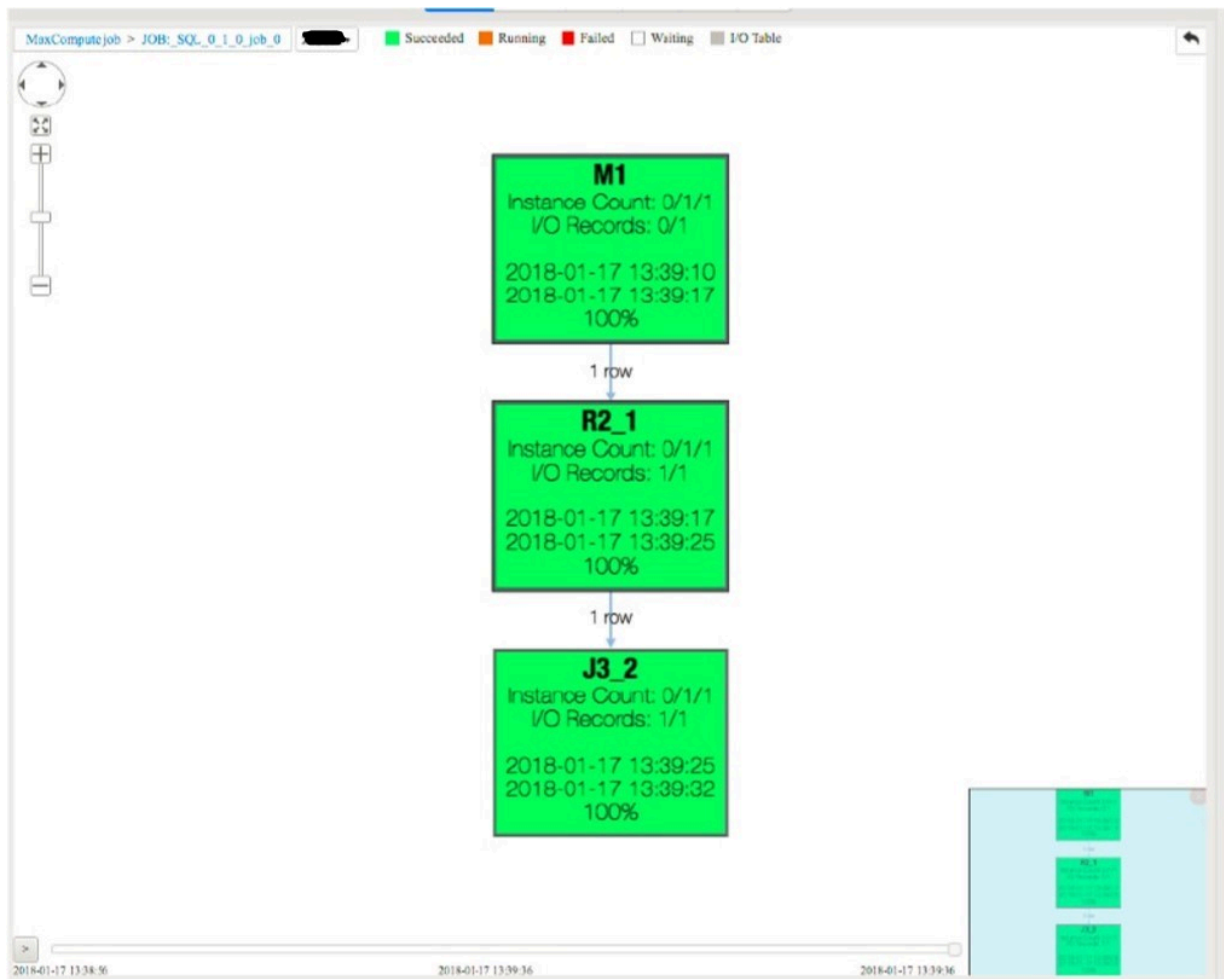 MaxCompute job > JOB:_SQL_0_1_0_job_0
Succeeded Running Failed Waiting I/O Table
M1
Instance Count: 0/1/1
I/O Records: 0/1
2018-01-17 13:39:10
2018-01-17 13:39:17
100%
1 row
R2_1
Instance Count: 0/1/1
I/O Records: 1/1
2018-01-17 13:39:17
2018-01-17 13:39:25
100%
1 row
J3_2
Instance Count: 0/1/1
I/O Records: 1/1
2018-01-17 13:39:25
2018-01-17 13:39:32
100%
>
2018-01-17 13:38:56 2018-01-17 13:39:36 2018-01-17 13:39:36